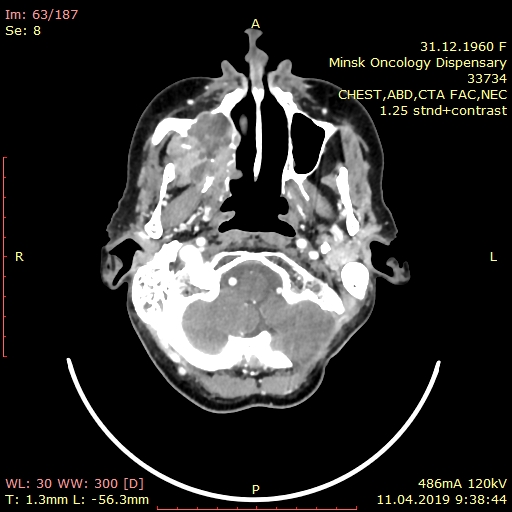 Im: 63/187
Se: 8
A
31.12.1960 F
Minsk Oncology Dispensary
33734
CHEST,ABD,CTA FAC,NEC
1.25 stnd+contrast
R
L
WL: 30 WW: 300 [D]
T: 1.3mm L: -56.3mm
P
486mA 120kV
11.04.2019 9:38:44